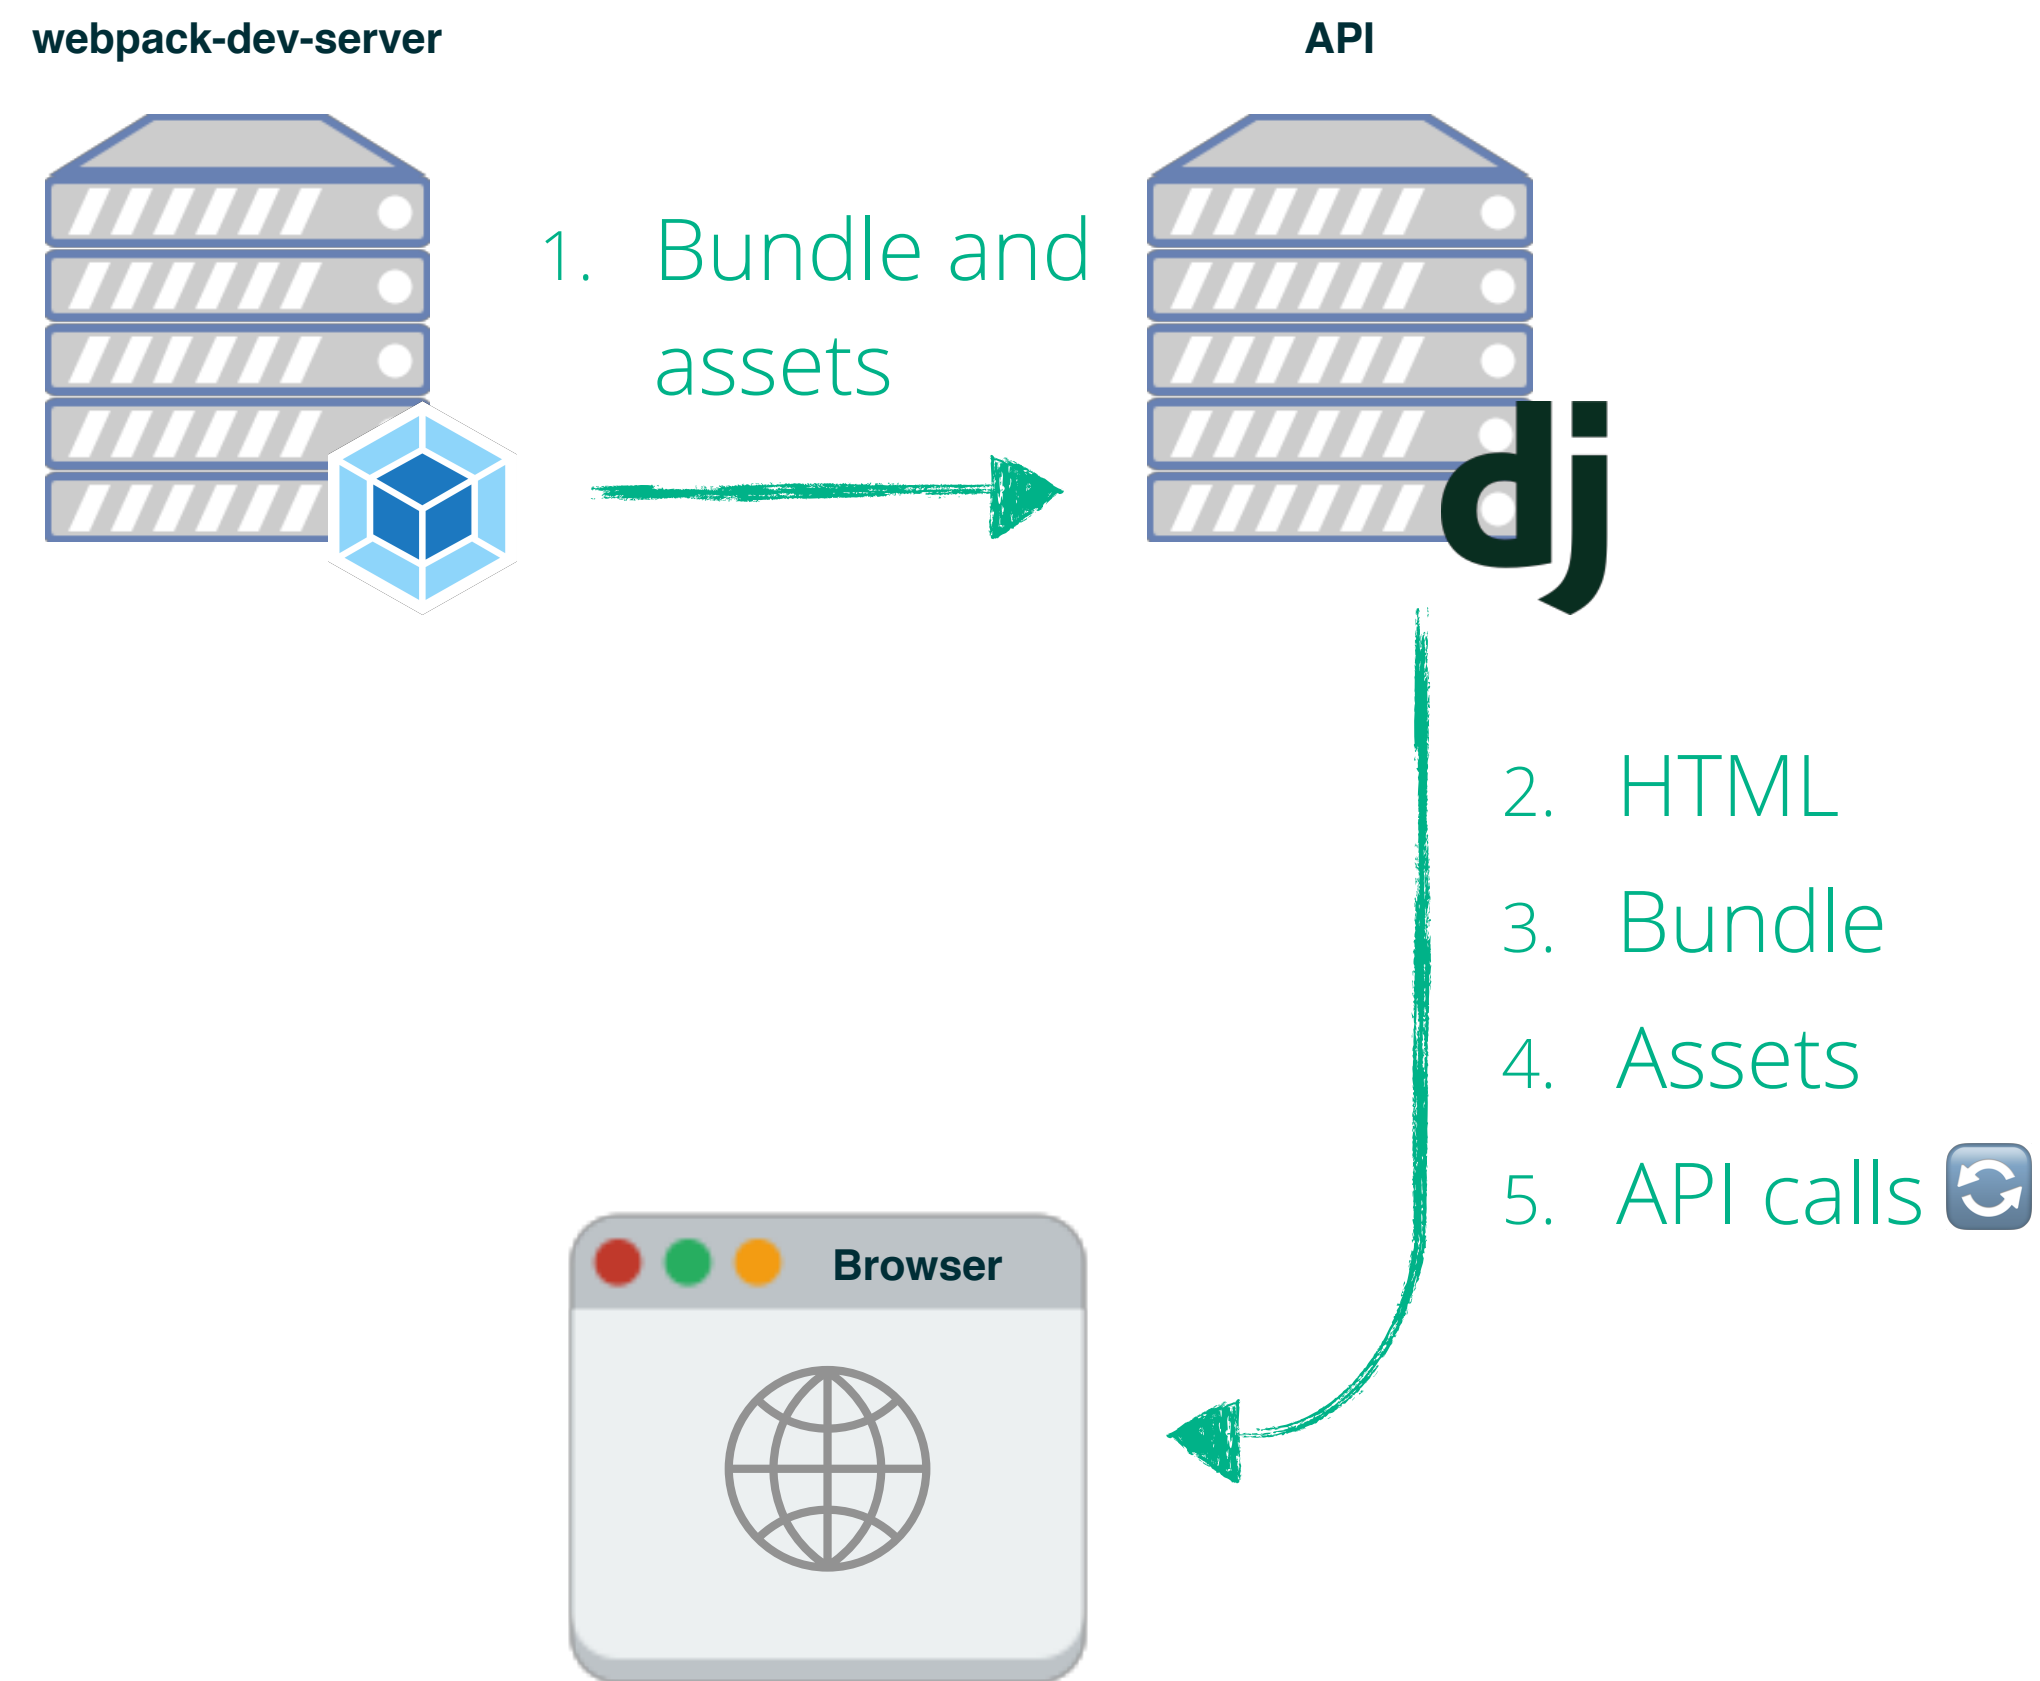 webpack-dev-server
API
1. Bundle and
assets
dj
2. HTML
3. Bundle
4. Assets
5. API calls
Browser